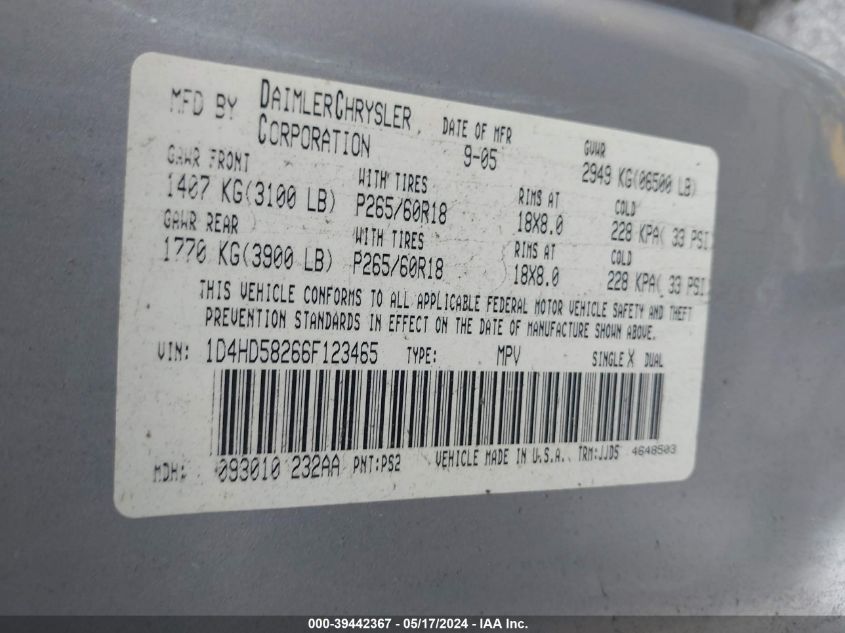 MFD BY DAIMLERCHRYSLER CORPORATION DATE OF MFR 9-05 GVWR 2949 KG(06500 LB)
GAWR FRONT WITH TIRES RIMS AT COLD
1407 KG(3100 LB) P265/60R18 18X8.0 228 KPA( 33 PSI)
GAWR REAR WITH TIRES RIMS AT COLD
1770 KG(3900 LB) P265/60R18 18X8.0 228 KPA( 33 PSI)
THIS VEHICLE CONFORMS TO ALL APPLICABLE FEDERAL MOTOR VEHICLE SAFETY AND THEFT
PREVENTION STANDARDS IN EFFECT ON THE DATE OF MANUFACTURE SHOWN ABOVE.
VIN: 1D4HD58266F123465 TYPE: MPV SINGLE X DUAL
MDH: 093010 232AA PNT:PS2 VEHICLE MADE IN U.S.A. TRM:JJD5 4648503
000-39442367 - 05/17/2024 - IAA Inc.